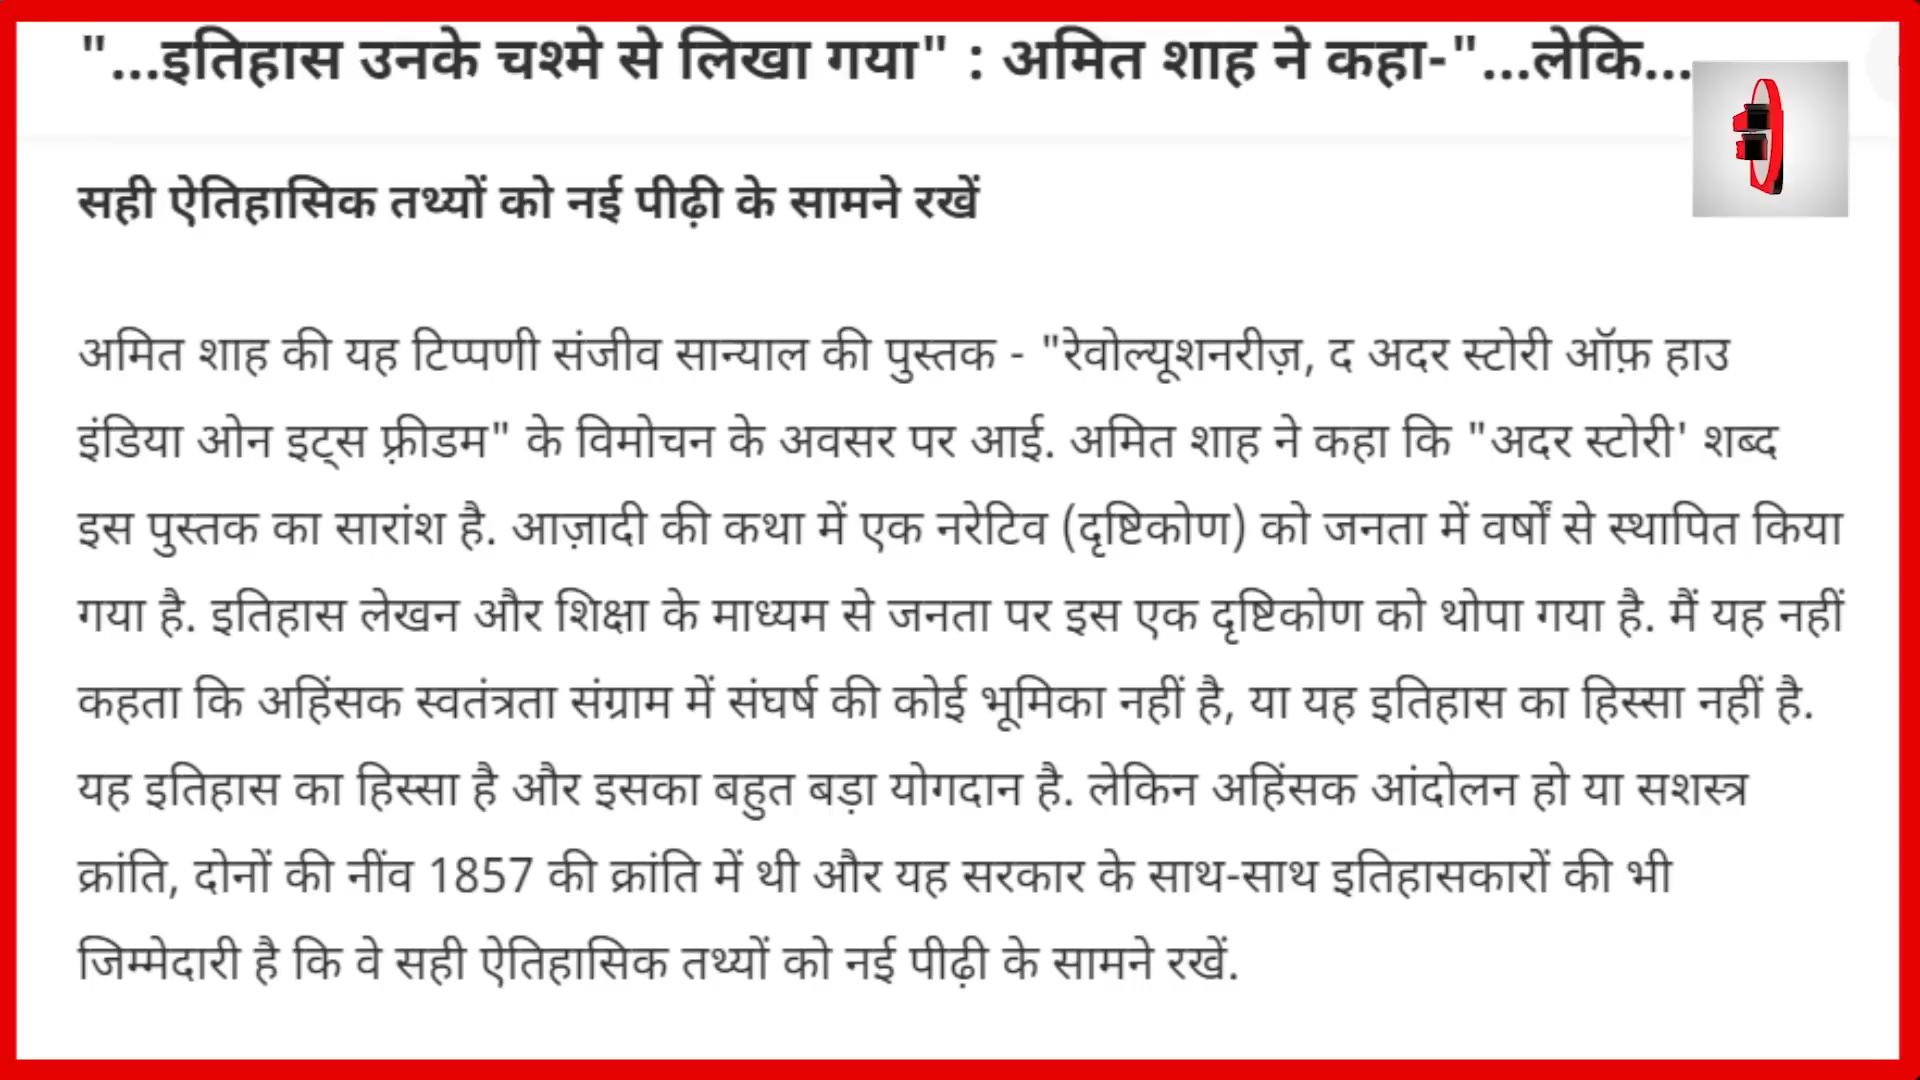 "...इतिहास उनके चश्मे से लिखा गया" : अमित शाह ने कहा-"...लेकि...
सही ऐतिहासिक तथ्यों को नई पीढ़ी के सामने रखें
अमित शाह की यह टिप्पणी संजीव सान्याल की पुस्तक - "रेवोल्यूशनरीज़, द अदर स्टोरी ऑफ़ हाउ
इंडिया ओन इट्स फ़्रीडम" के विमोचन के अवसर पर आई. अमित शाह ने कहा कि "अदर स्टोरी' शब्द
इस पुस्तक का सारांश है. आज़ादी की कथा में एक नरेटिव (दृष्टिकोण) को जनता में वर्षों से स्थापित किया
गया है. इतिहास लेखन और शिक्षा के माध्यम से जनता पर इस एक दृष्टिकोण को थोपा गया है. मैं यह नहीं
कहता कि अहिंसक स्वतंत्रता संग्राम में संघर्ष की कोई भूमिका नहीं है, या यह इतिहास का हिस्सा नहीं है.
यह इतिहास का हिस्सा है और इसका बहुत बड़ा योगदान है. लेकिन अहिंसक आंदोलन हो या सशस्त्र
क्रांति, दोनों की नींव 1857 की क्रांति में थी और यह सरकार के साथ-साथ इतिहासकारों की भी
जिम्मेदारी है कि वे सही ऐतिहासिक तथ्यों को नई पीढ़ी के सामने रखें.